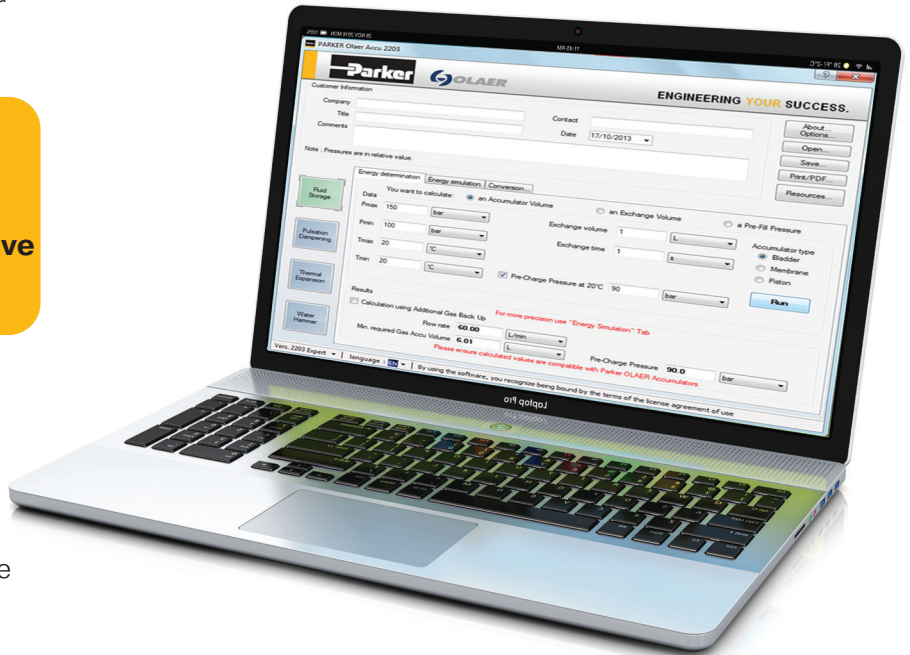 ve
e
PARKER Olaer Accu 2203
Parker OLAER
ENGINEERING YOUR SUCCESS.
Customer Information
Company
Title
Comments
Contact
Date 17/10/2013
About...
Options...
Open...
Save...
Print/PDF...
Resources...
Note : Pressures are in relative value.
Fluid Storage
Pulsation Dampening
Thermal Expansion
Water Hammer
Energy determination Energy simulation Conversion...
Data You want to calculate: an Accumulator Volume an Exchange Volume a Pre-Fill Pressure
Pmax 150 bar
Pmin 100 bar
Tmax 20 °C
Tmin 20 °C
Exchange volume 1 L
Exchange time 1 s
Pre-Charge Pressure at 20°C 90 bar
Accumulator type
Bladder
Membrane
Piston
Run
Results
Calculation using Additional Gas Back Up
For more precision use "Energy Simulation" Tab
Flow rate 60.00 L/min
Min. required Gas Accu Volume 6.01 L
Pre-Charge Pressure 90.0 bar
Please ensure calculated values are compatible with Parker OLAER Accumulators
Vers. 2203 Expert language : En By using the software, you recognize being bound by the terms of the license agreement of use
Laptop Pro